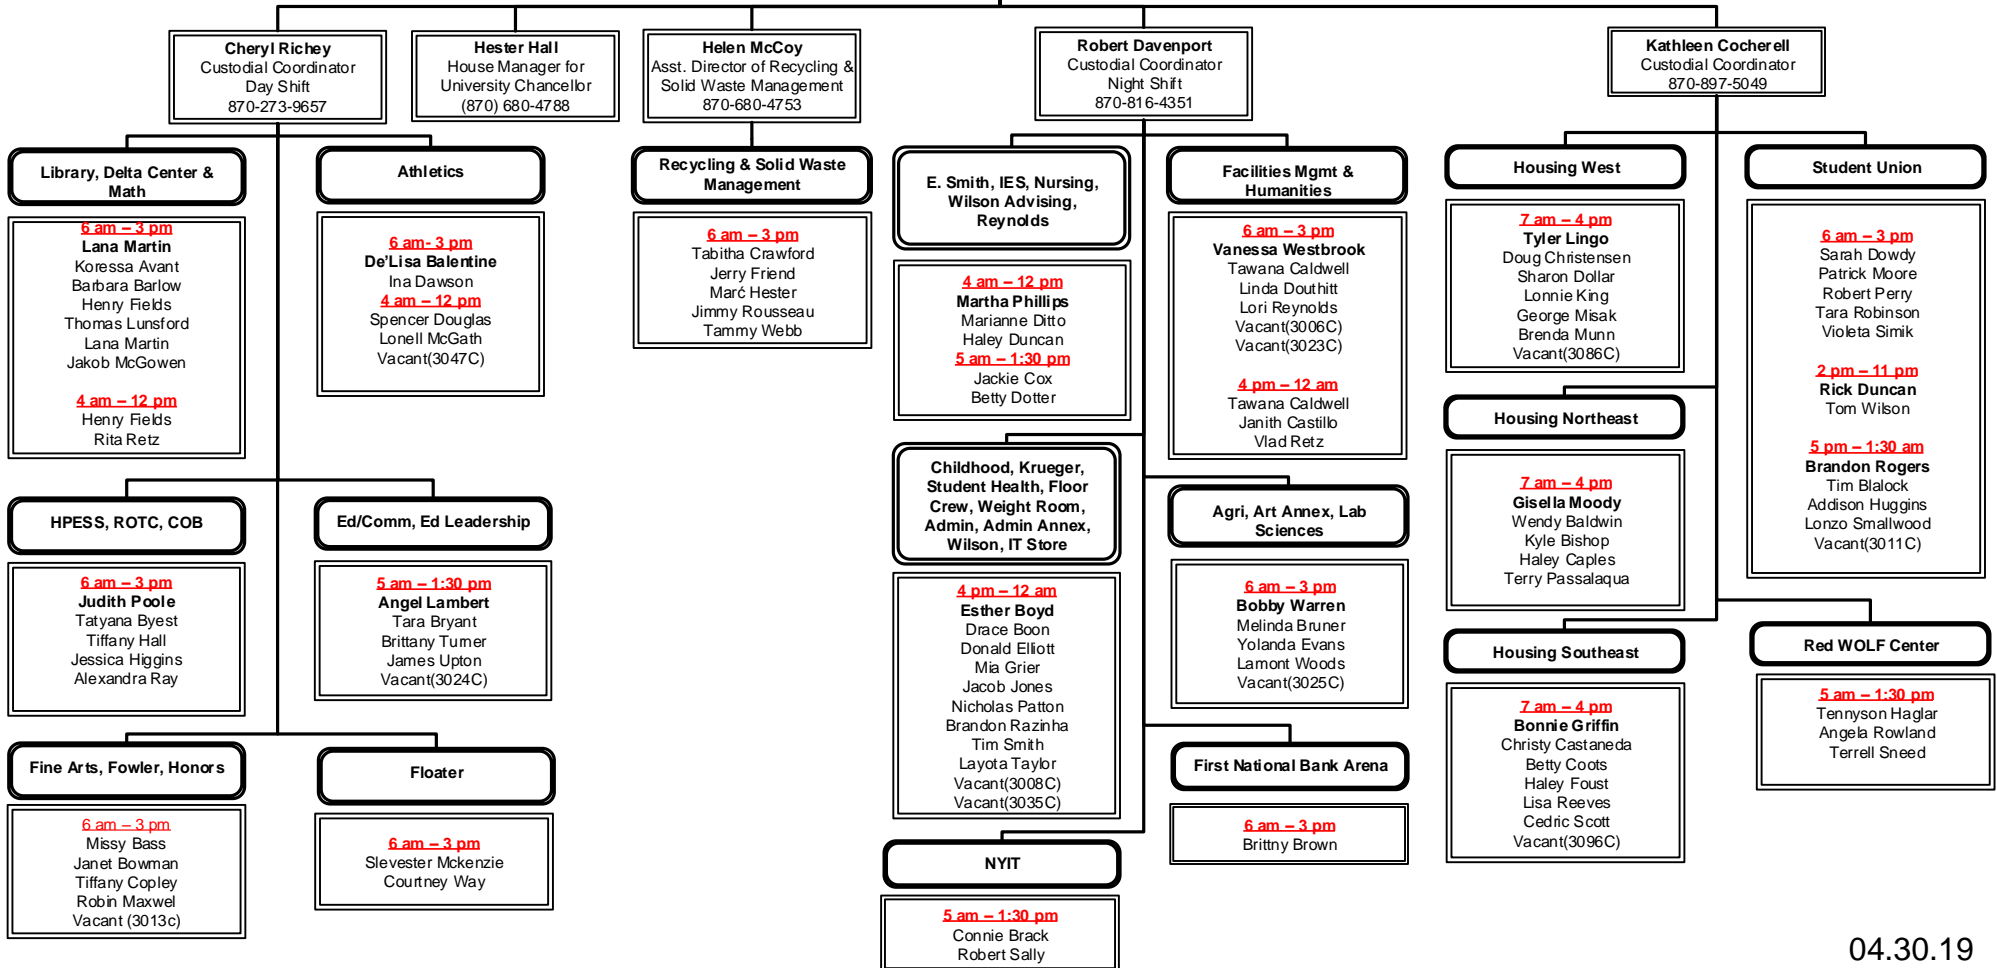 Cheryl Richey
Custodial Coordinator
Day Shift
870-273-9657
Hester Hall
House Manager for
University Chancellor
(870) 680-4788
Helen McCoy
Asst. Director of Recycling &
Solid Waste Management
870-680-4753
Robert Davenport
Custodial Coordinator
Night Shift
870-816-4351
Kathleen Cocherell
Custodial Coordinator
870-897-5049
Library, Delta Center &
Math
6 am – 3 pm
Lana Martin
Koressa Avant
Barbara Barlow
Henry Fields
Thomas Lunsford
Lana Martin
Jakob McGowen
4 am – 12 pm
Henry Fields
Rita Retz
Athletics
6 am- 3 pm
De'Lisa Balentine
Ina Dawson
4 am – 12 pm
Spencer Douglas
Lonell McGath
Vacant(3047C)
HPESS, ROTC, COB
6 am – 3 pm
Judith Poole
Tatyana Byest
Tiffany Hall
Jessica Higgins
Alexandra Ray
Ed/Comm, Ed Leadership
5 am – 1:30 pm
Angel Lambert
Tara Bryant
Brittany Turner
James Upton
Vacant(3024C)
Fine Arts, Fowler, Honors
6 am – 3 pm
Missy Bass
Janet Bowman
Tiffany Copley
Robin Maxwel
Vacant (3013c)
Floater
6 am – 3 pm
Slevester Mckenzie
Courtney Way
Recycling & Solid Waste
Management
6 am – 3 pm
Tabitha Crawford
Jerry Friend
Marć Hester
Jimmy Rousseau
Tammy Webb
E. Smith, IES, Nursing,
Wilson Advising,
Reynolds
4 am – 12 pm
Martha Phillips
Marianne Ditto
Haley Duncan
5 am – 1:30 pm
Jackie Cox
Betty Dotter
Facilities Mgmt &
Humanities
6 am – 3 pm
Vanessa Westbrook
Tawana Caldwell
Linda Douthitt
Lori Reynolds
Vacant(3006C)
Vacant(3023C)
4 pm – 12 am
Tawana Caldwell
Janith Castillo
Vlad Retz
Childhood, Krueger,
Student Health, Floor
Crew, Weight Room,
Admin, Admin Annex,
Wilson, IT Store
4 pm – 12 am
Esther Boyd
Drace Boon
Donald Elliott
Mia Grier
Jacob Jones
Nicholas Patton
Brandon Razinha
Tim Smith
Layota Taylor
Vacant(3008C)
Vacant(3035C)
Agri, Art Annex, Lab
Sciences
6 am – 3 pm
Bobby Warren
Melinda Bruner
Yolanda Evans
Lamont Woods
Vacant(3025C)
First National Bank Arena
6 am – 3 pm
Brittny Brown
NYIT
5 am – 1:30 pm
Connie Brack
Robert Sally
Housing West
7 am – 4 pm
Tyler Lingo
Doug Christensen
Sharon Dollar
Lonnie King
George Misak
Brenda Munn
Vacant(3086C)
Student Union
6 am – 3 pm
Sarah Dowdy
Patrick Moore
Robert Perry
Tara Robinson
Violeta Simik
2 pm – 11 pm
Rick Duncan
Tom Wilson
5 pm – 1:30 am
Brandon Rogers
Tim Blalock
Addison Huggins
Lonzo Smallwood
Vacant(3011C)
Housing Northeast
7 am – 4 pm
Gisella Moody
Wendy Baldwin
Kyle Bishop
Haley Caples
Terry Passalaqua
Housing Southeast
7 am – 4 pm
Bonnie Griffin
Christy Castaneda
Betty Coots
Haley Foust
Lisa Reeves
Cedric Scott
Vacant(3096C)
Red WOLF Center
5 am – 1:30 pm
Tennyson Haglar
Angela Rowland
Terrell Sneed
04.30.19